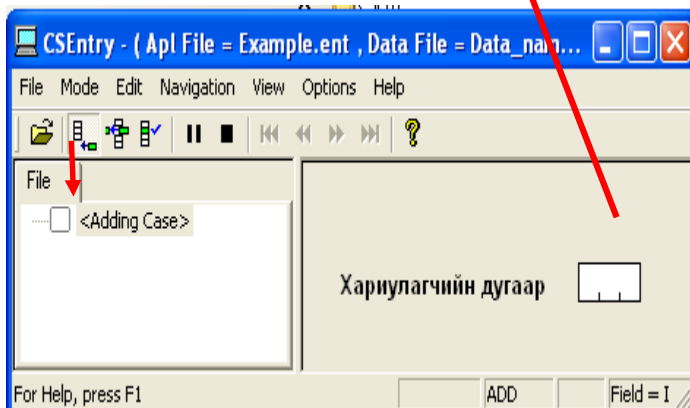 CSEntry - ( Apl File = Example.ent , Data File = Data_nam...
File Mode Edit Navigation View Options Help
File
<Adding Case>
Хариулагчийн дугаар
For Help, press F1
ADD
Field = I